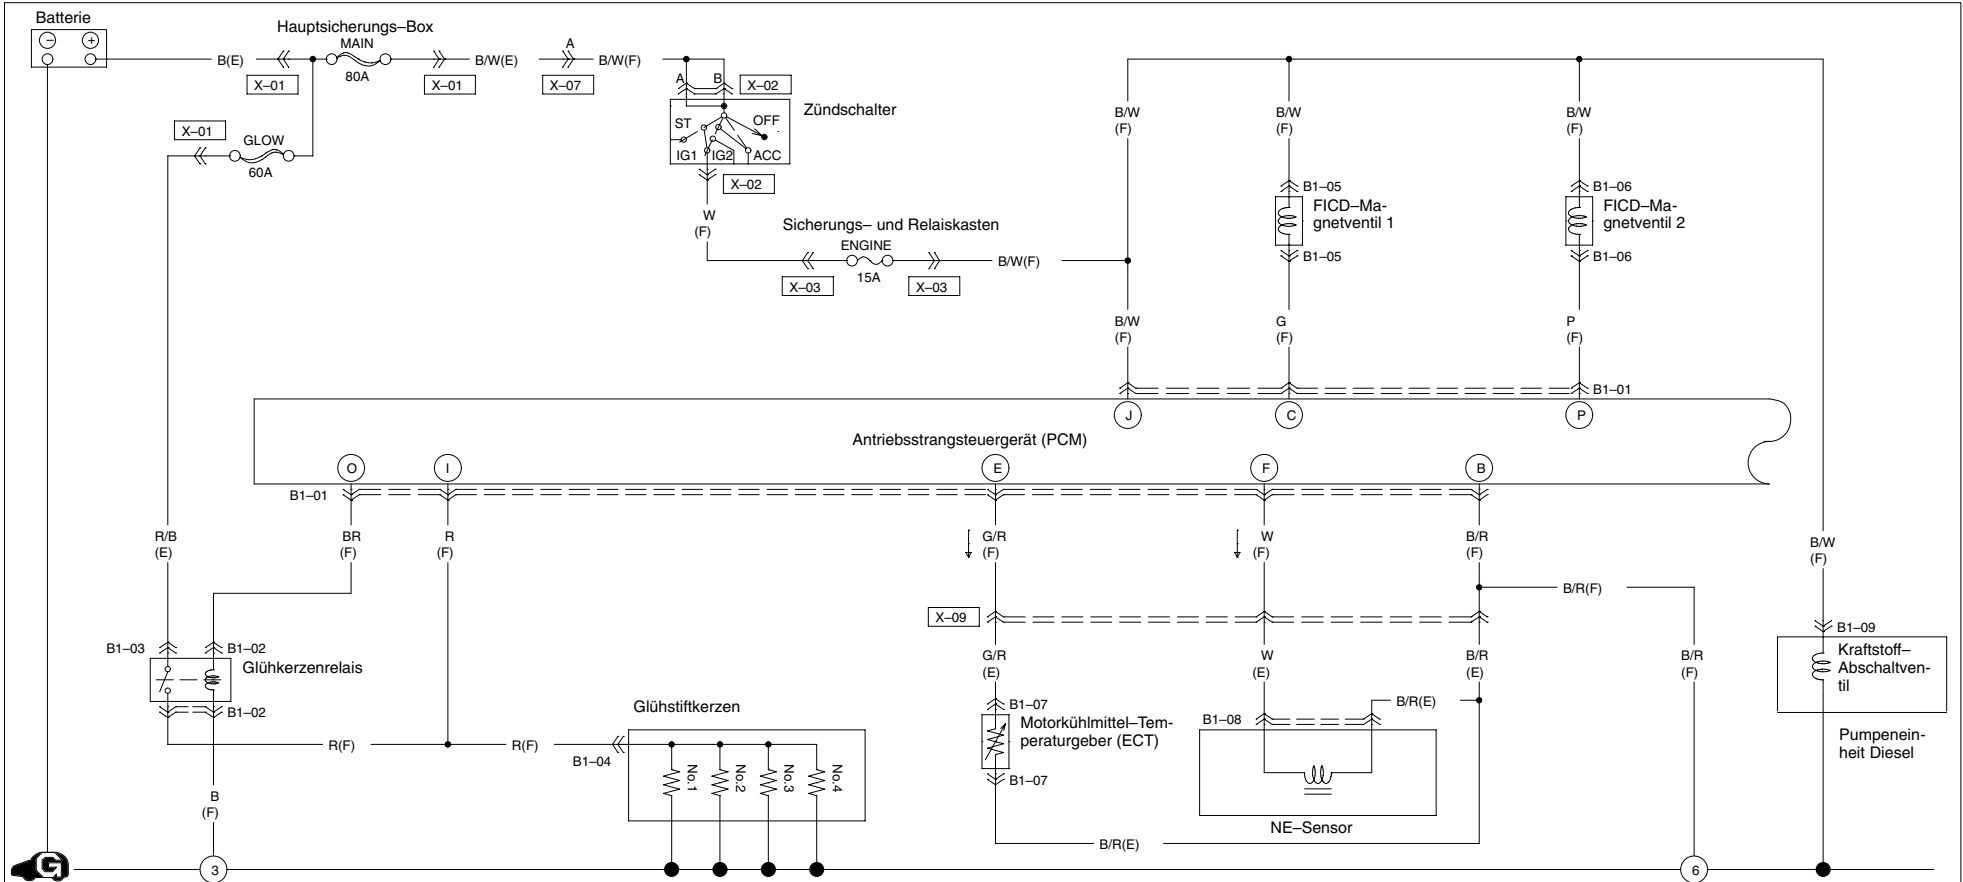 Batterie
Hauptsicherungs–Box
MAIN
80A
B(E)
X–01
X–01
B/W(E)
A
X–07
B/W(F)
A
B
X–02
Zündschalter
ST
OFF
IG1
IG2
ACC
X–02
X–01
GLOW
60A
W
(F)
Sicherungs– und Relaiskasten
ENGINE
15A
X–03
X–03
B/W(F)
B/W
(F)
B/W
(F)
B/W
(F)
B1–05
FICD–Ma-
gnetventil 1
B1–05
B1–06
FICD–Ma-
gnetventil 2
B1–06
B/W
(F)
G
(F)
P
(F)
B1–01
J
C
P
Antriebsstrangsteuergerät (PCM)
O
I
E
F
B
B1–01
R/B
(E)
BR
(F)
R
(F)
G/R
(F)
W
(F)
B/R
(F)
B/R(F)
B/W
(F)
X–09
G/R
(E)
W
(E)
B/R
(E)
B/R
(F)
B1–09
Kraftstoff–
Abschaltven-
til
Pumpenein-
heit Diesel
B1–03
B1–02
Glühkerzenrelais
B1–02
R(F)
R(F)
B1–04
Glühstiftkerzen
No.1
No.2
No.3
No.4
B1–07
Motorkühlmittel–Tem-
peraturgeber (ECT)
B1–07
B1–08
B/R(E)
NE–Sensor
B/R(E)
B
(F)
G
3
6